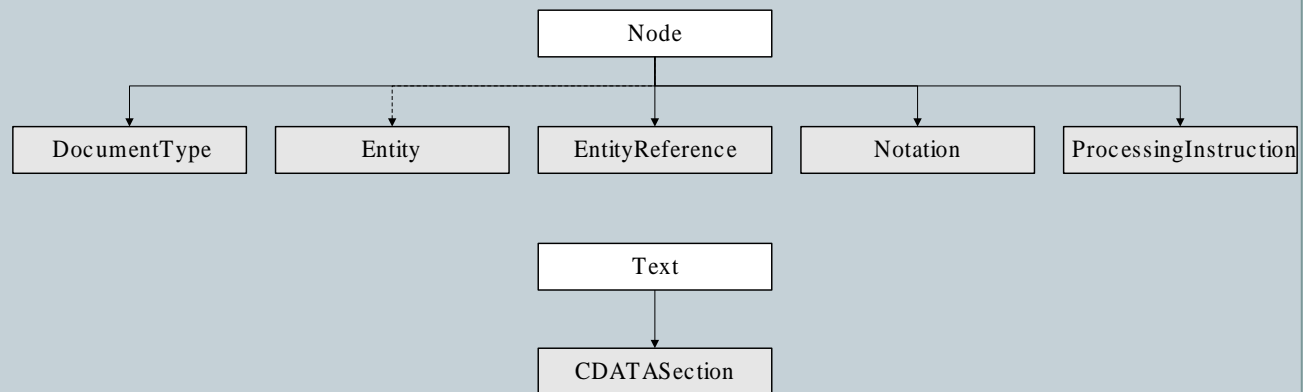 Node
DocumentType Entity EntityReference Notation ProcessingInstruction
Text
CDATASection